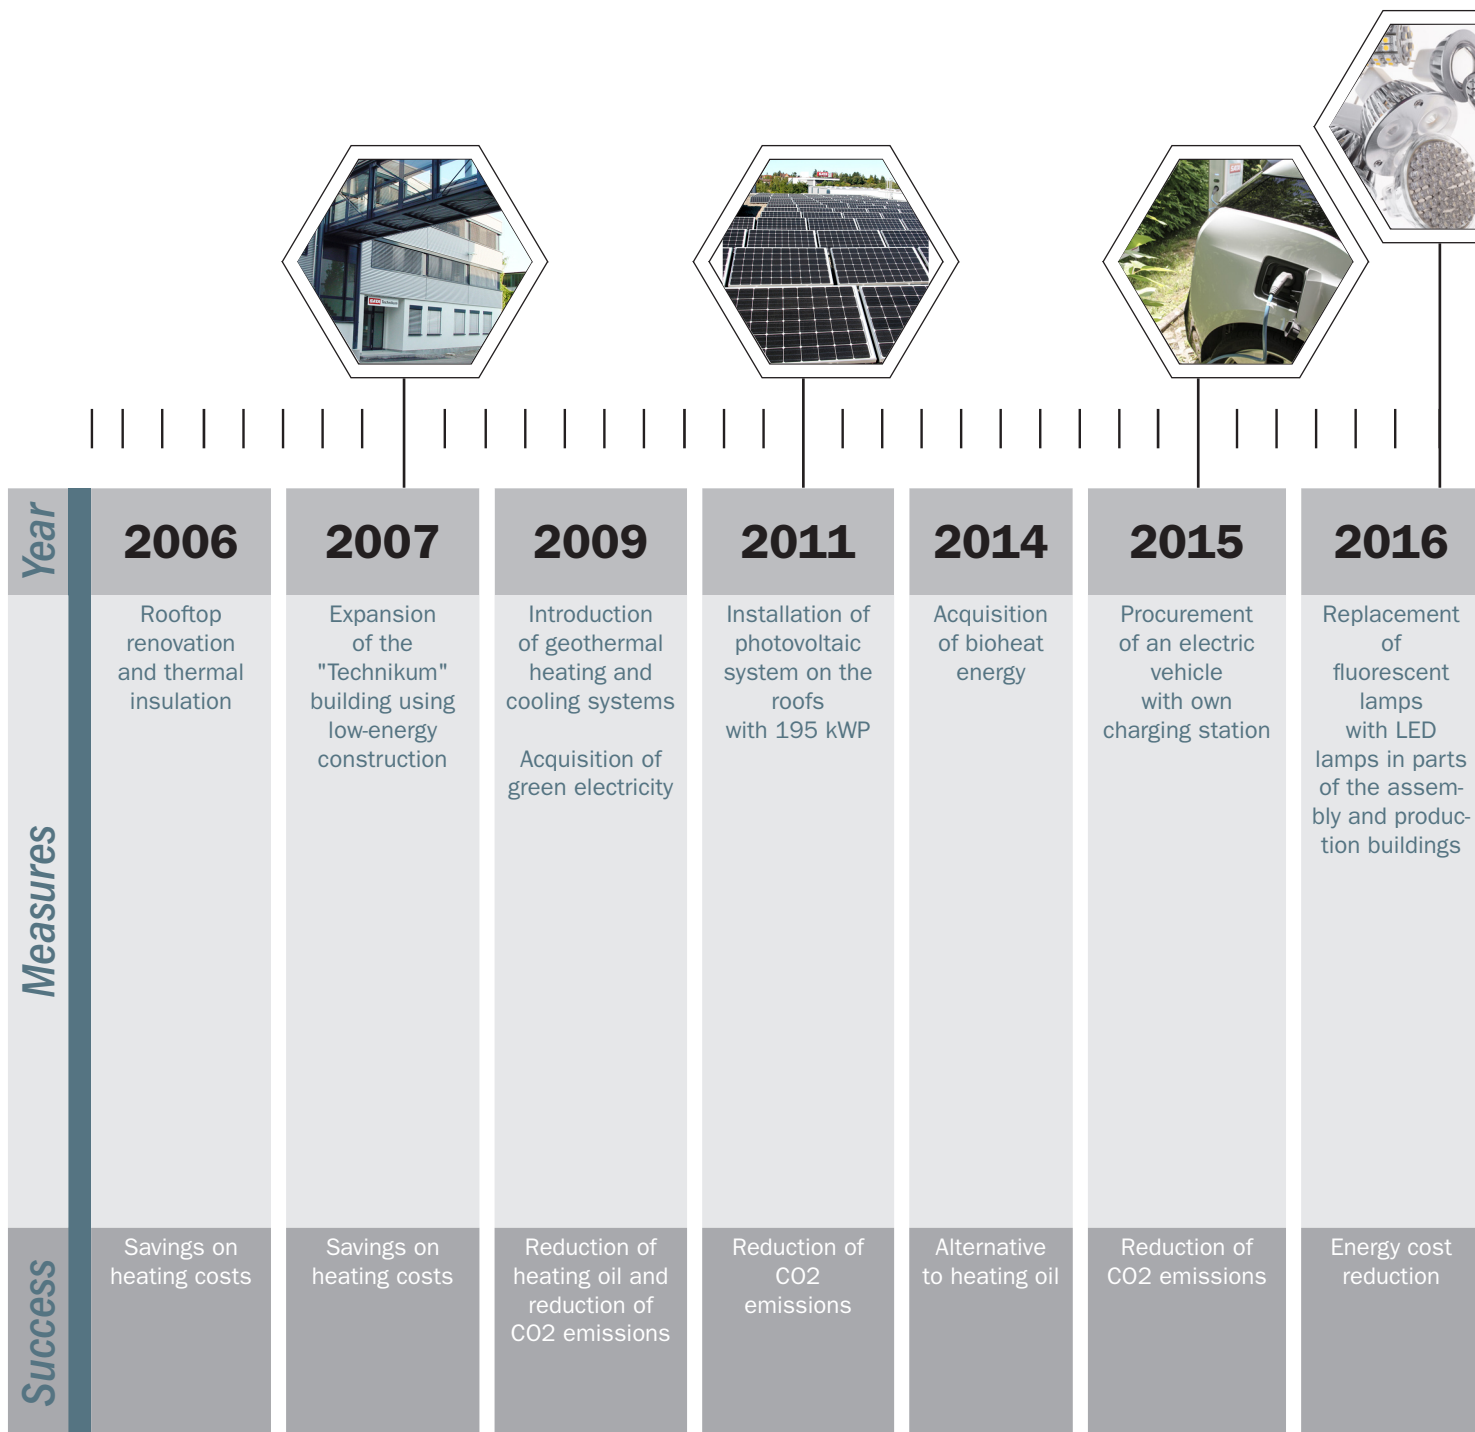 Year
2006
2007
2009
2011
2014
2015
2016
Measures
Rooftop
renovation
and thermal
insulation
Expansion
of the
"Technikum"
building using
low-energy
construction
Introduction
of geothermal
heating and
cooling systems
Acquisition of
green electricity
Installation of
photovoltaic
system on the
roofs
with 195 kWP
Acquisition
of bioheat
energy
Procurement
of an electric
vehicle
with own
charging station
Replacement
of
fluorescent
lamps
with LED
lamps in parts
of the assem-
bly and produc-
tion buildings
Success
Savings on
heating costs
Savings on
heating costs
Reduction of
heating oil and
reduction of
CO2 emissions
Reduction of
CO2
emissions
Alternative
to heating oil
Reduction of
CO2 emissions
Energy cost
reduction